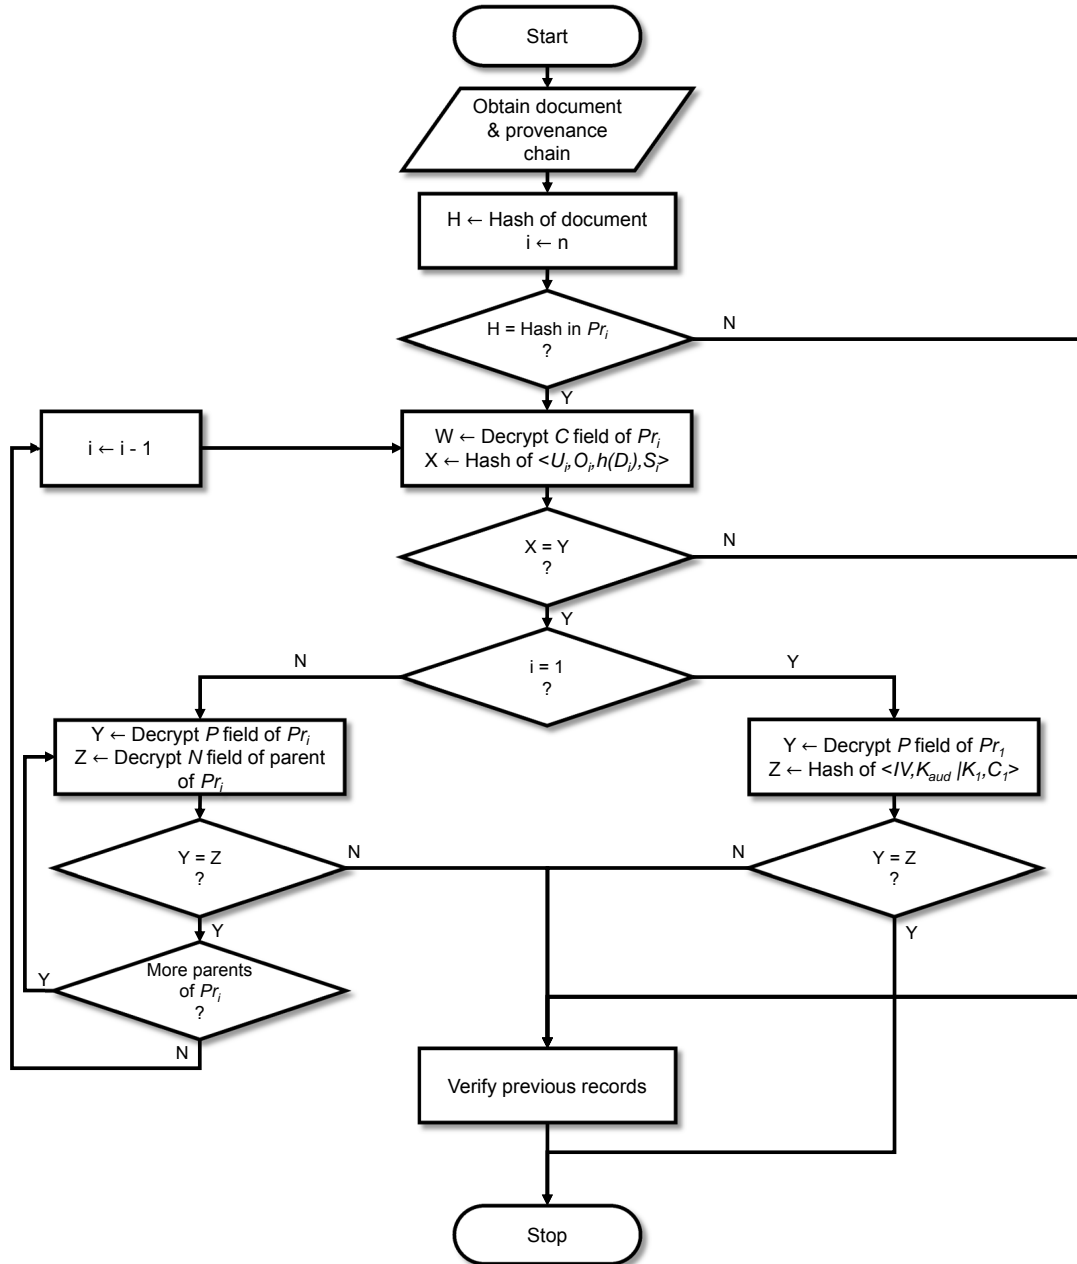 Start
Obtain document
& provenance
chain
H ← Hash of document
i ← n
H = Hash in Pri
?
N
Y
i ← i - 1
W ← Decrypt C field of Pri
X ← Hash of <Ui,Oi,h(Di),Si>
X = Y
?
N
Y
i = 1
?
N
Y
Y ← Decrypt P field of Pri
Z ← Decrypt N field of parent
of Pri
Y ← Decrypt P field of Pr1
Z ← Hash of <IV,Kaud |K1,C1>
Y = Z
?
N
Y
N
Y = Z
?
Y
More parents
of Pri
?
Y
N
Verify previous records
Stop